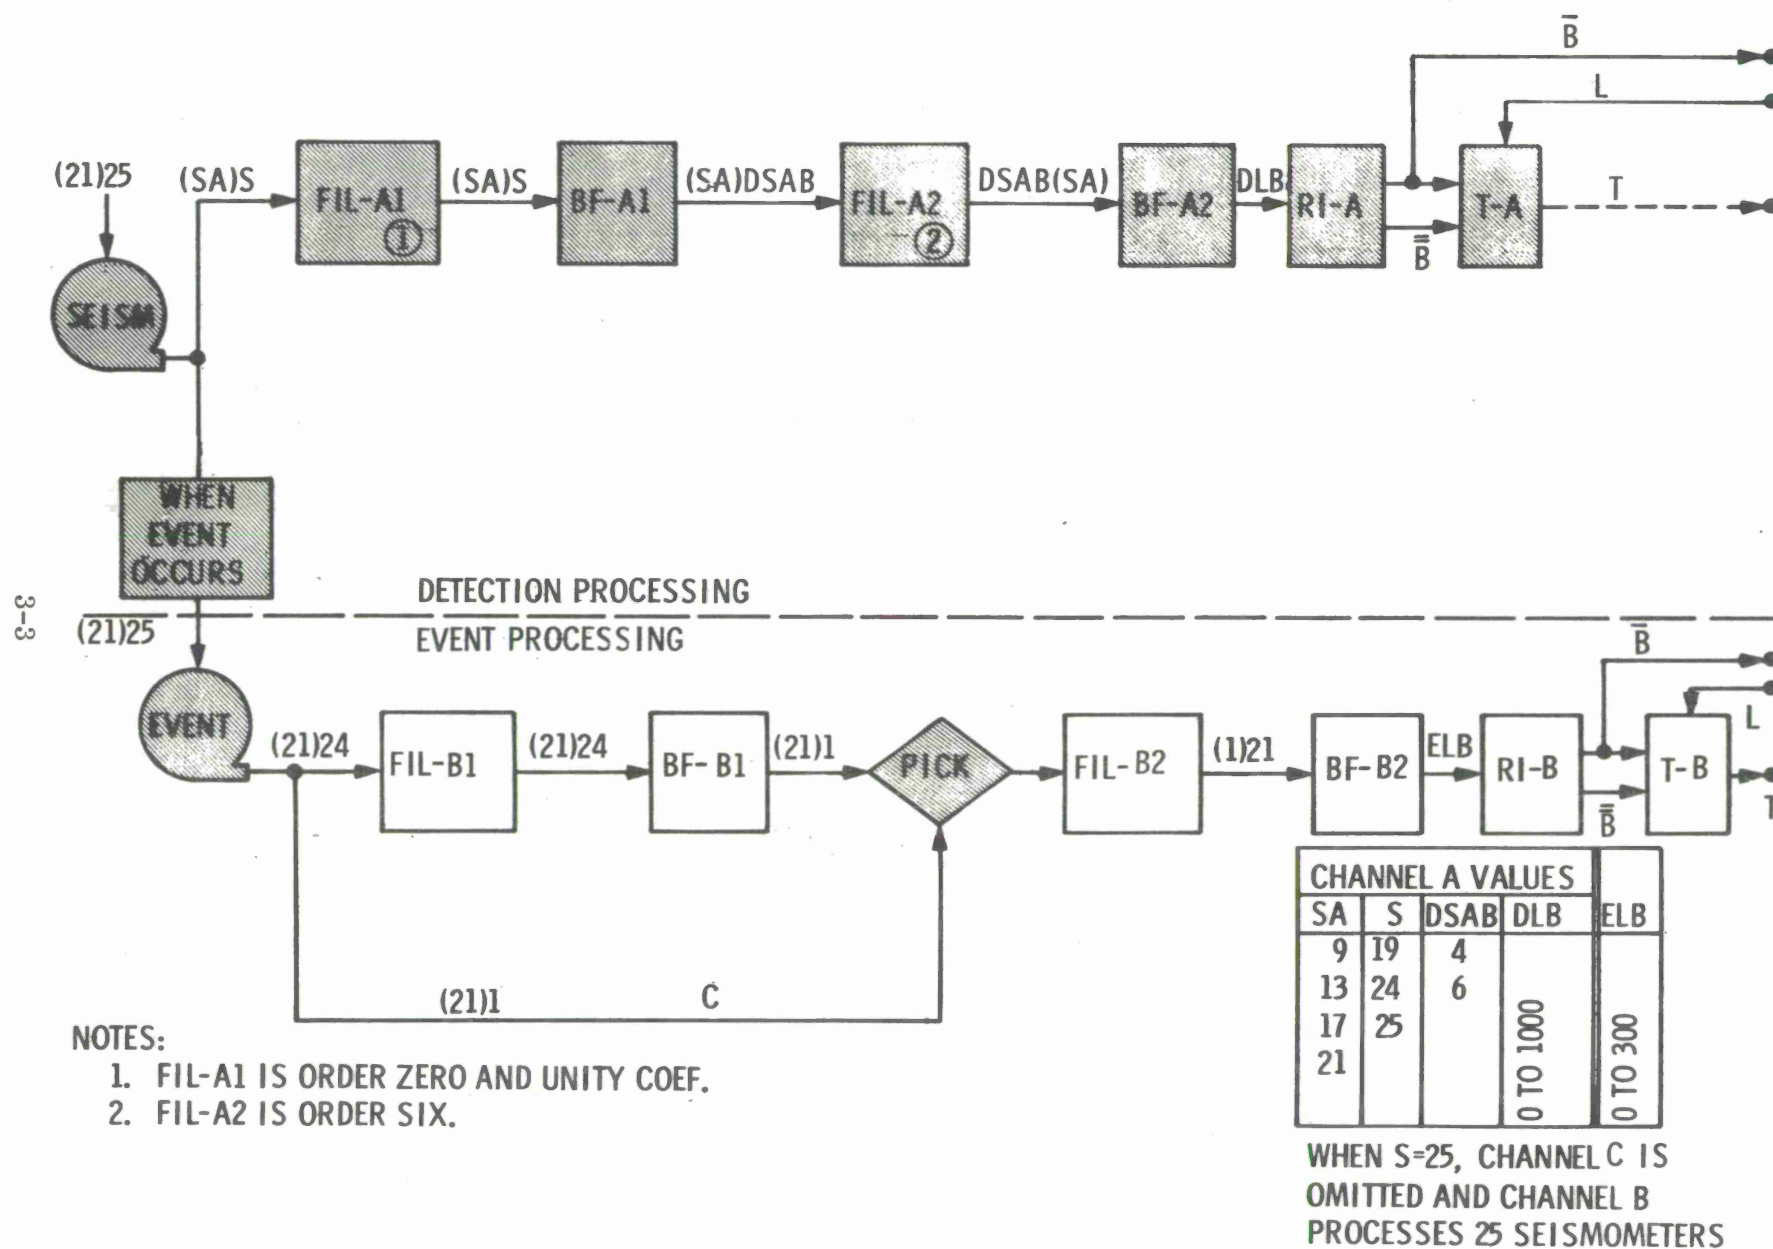 B̅
L
(21)25
(SA)S
FIL-A1
①
(SA)S
BF-A1
(SA)DSAB
FIL-A2
②
DSAB(SA)
BF-A2
DLB
RI-A
B̿
T-A
T
SEISM
WHEN
EVENT
OCCURS
3-3
DETECTION PROCESSING
(21)25
EVENT PROCESSING
B̅
L
EVENT
(21)24
FIL-B1
(21)24
BF-B1
(21)1
PICK
FIL-B2
(1)21
BF-B2
ELB
RI-B
B̿
T-B
T
(21)1
C
CHANNEL A VALUES
SA S DSAB DLB ELB
9 19 4
13 24 6
17 25
21
0 TO 1000
0 TO 300
NOTES:
1. FIL-A1 IS ORDER ZERO AND UNITY COEF.
2. FIL-A2 IS ORDER SIX.
WHEN S=25, CHANNEL C IS
OMITTED AND CHANNEL B
PROCESSES 25 SEISMOMETERS